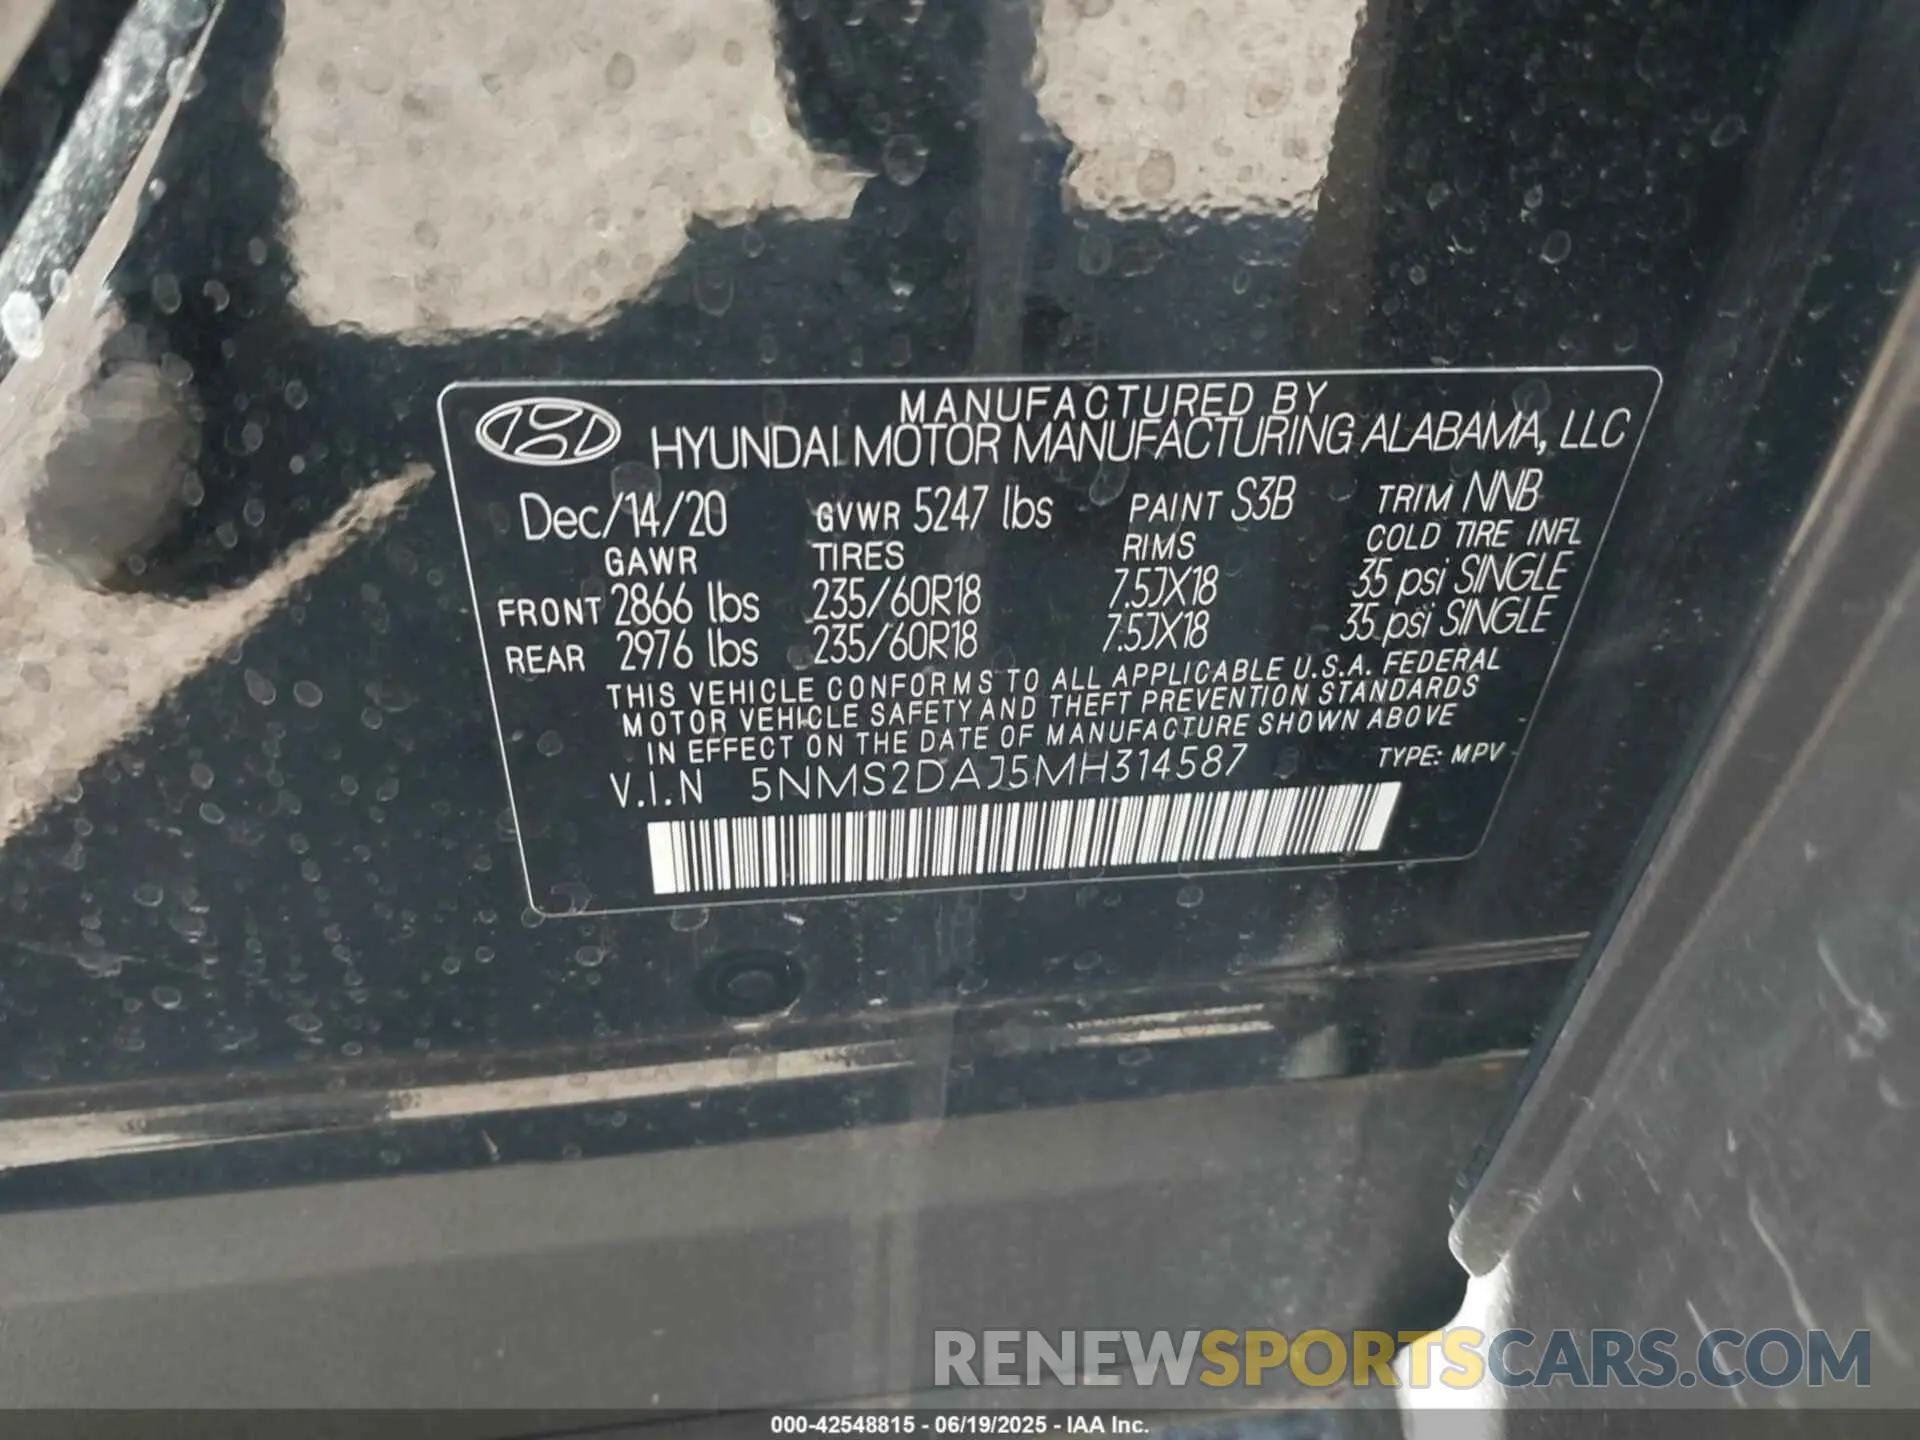 MANUFACTURED BY
HYUNDAI MOTOR MANUFACTURING ALABAMA, LLC
Dec/14/20 GVWR 5247 lbs PAINT S3B TRIM NNB
GAWR TIRES RIMS COLD TIRE INFL
FRONT 2866 lbs 235/60R18 7.5JX18 35 psi SINGLE
REAR 2976 lbs 235/60R18 7.5JX18 35 psi SINGLE
THIS VEHICLE CONFORMS TO ALL APPLICABLE U.S.A. FEDERAL
MOTOR VEHICLE SAFETY AND THEFT PREVENTION STANDARDS
IN EFFECT ON THE DATE OF MANUFACTURE SHOWN ABOVE
V.I.N 5NMS2DAJ5MH314587 TYPE: MPV
RENEWSPORTSCARS.COM
000-42548815 - 06/19/2025 - IAA Inc.